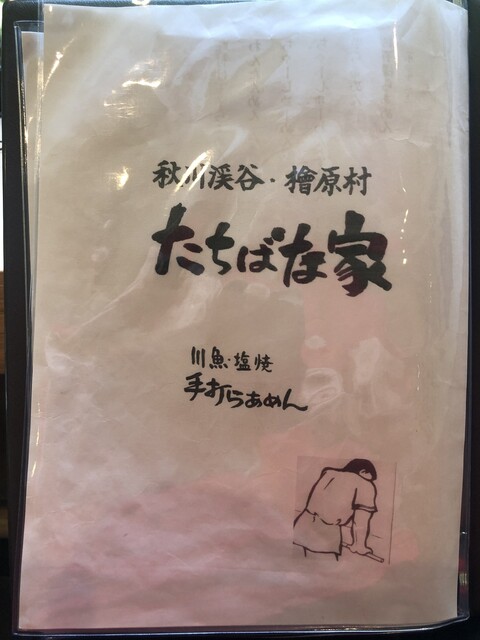 秋川渓谷・檜原村
たちばな家
川魚・塩焼
手打らあめん